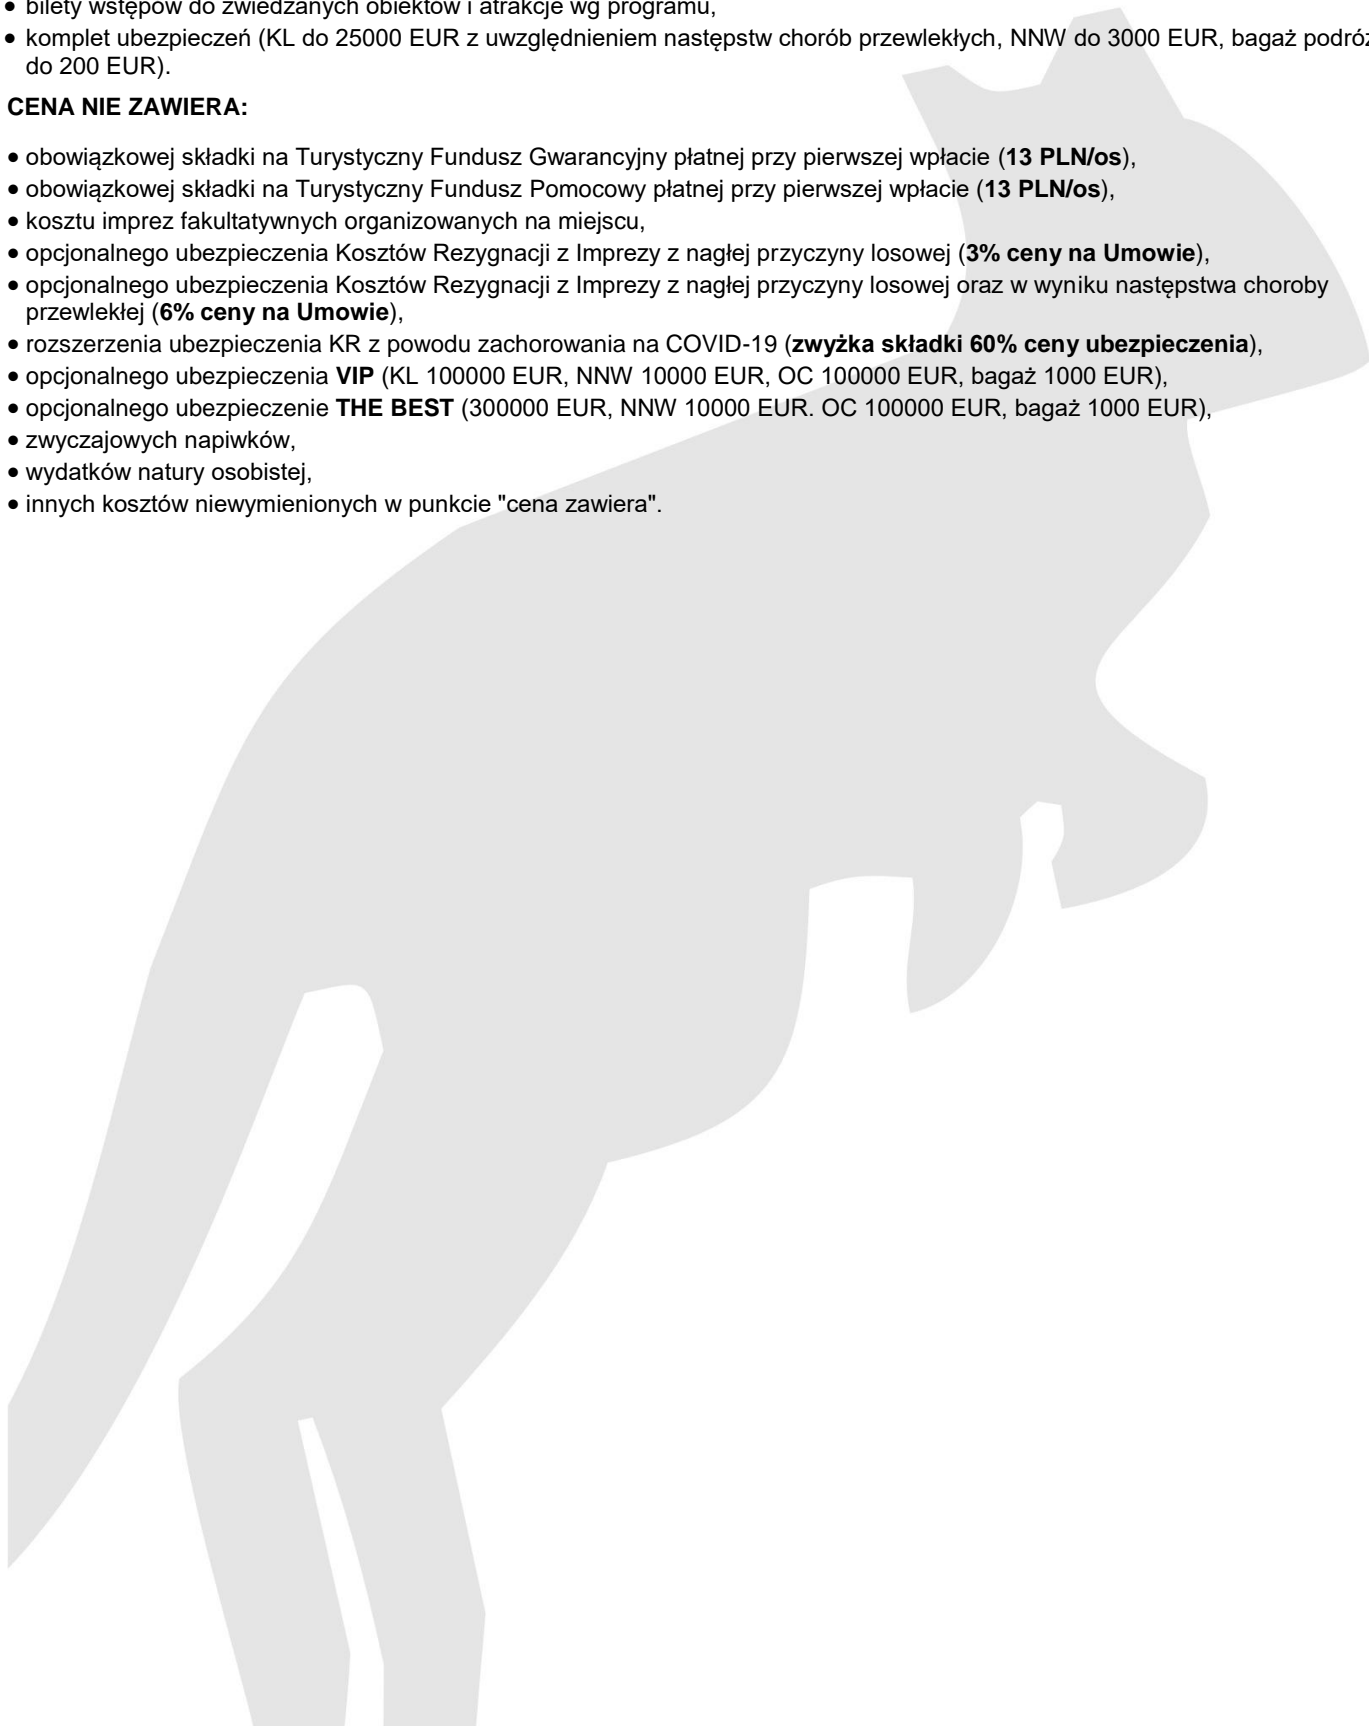 • bilety wstępów do zwiedzanych obiektów i atrakcje wg programu,
• komplet ubezpieczeń (KL do 25000 EUR z uwzględnieniem następstw chorób przewlekłych, NNW do 3000 EUR, bagaż podróż
do 200 EUR).
CENA NIE ZAWIERA:
• obowiązkowej składki na Turystyczny Fundusz Gwarancyjny płatnej przy pierwszej wpłacie (13 PLN/os),
• obowiązkowej składki na Turystyczny Fundusz Pomocowy płatnej przy pierwszej wpłacie (13 PLN/os),
• kosztu imprez fakultatywnych organizowanych na miejscu,
• opcjonalnego ubezpieczenia Kosztów Rezygnacji z Imprezy z nagłej przyczyny losowej (3% ceny na Umowie),
• opcjonalnego ubezpieczenia Kosztów Rezygnacji z Imprezy z nagłej przyczyny losowej oraz w wyniku następstwa choroby
przewlekłej (6% ceny na Umowie),
• rozszerzenia ubezpieczenia KR z powodu zachorowania na COVID-19 (zwyżka składki 60% ceny ubezpieczenia),
• opcjonalnego ubezpieczenia VIP (KL 100000 EUR, NNW 10000 EUR, OC 100000 EUR, bagaż 1000 EUR),
• opcjonalnego ubezpieczenie THE BEST (300000 EUR, NNW 10000 EUR. OC 100000 EUR, bagaż 1000 EUR),
• zwyczajowych napiwków,
• wydatków natury osobistej,
• innych kosztów niewymienionych w punkcie "cena zawiera".